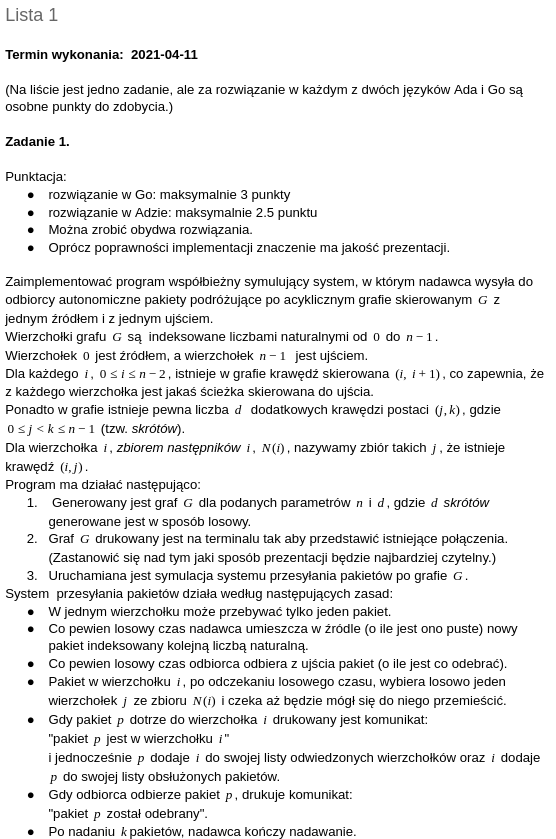 Lista 1
Termin wykonania:  2021-04-11
(Na liście jest jedno zadanie, ale za rozwiązanie w każdym z dwóch języków Ada i Go są
osobne punkty do zdobycia.)
Zadanie 1.
Punktacja:
● rozwiązanie w Go: maksymalnie 3 punkty
● rozwiązanie w Adzie: maksymalnie 2.5 punktu
● Można zrobić obydwa rozwiązania.
● Oprócz poprawności implementacji znaczenie ma jakość prezentacji.
Zaimplementować program współbieżny symulujący system, w którym nadawca wysyła do
odbiorcy autonomiczne pakiety podróżujące po acyklicznym grafie skierowanym G z
jednym źródłem i z jednym ujściem.
Wierzchołki grafu G są indeksowane liczbami naturalnymi od 0 do n − 1.
Wierzchołek 0 jest źródłem, a wierzchołek n − 1 jest ujściem.
Dla każdego i, 0 ≤ i ≤ n − 2, istnieje w grafie krawędź skierowana (i, i + 1), co zapewnia, że
z każdego wierzchołka jest jakaś ścieżka skierowana do ujścia.
Ponadto w grafie istnieje pewna liczba d dodatkowych krawędzi postaci (j, k), gdzie
0 ≤ j < k ≤ n − 1 (tzw. skrótów).
Dla wierzchołka i, zbiorem następników i, N(i), nazywamy zbiór takich j, że istnieje
krawędź (i, j).
Program ma działać następująco:
1. Generowany jest graf G dla podanych parametrów n i d, gdzie d skrótów
generowane jest w sposób losowy.
2. Graf G drukowany jest na terminalu tak aby przedstawić istniejące połączenia.
(Zastanowić się nad tym jaki sposób prezentacji będzie najbardziej czytelny.)
3. Uruchamiana jest symulacja systemu przesyłania pakietów po grafie G.
System przesyłania pakietów działa według następujących zasad:
● W jednym wierzchołku może przebywać tylko jeden pakiet.
● Co pewien losowy czas nadawca umieszcza w źródle (o ile jest ono puste) nowy
pakiet indeksowany kolejną liczbą naturalną.
● Co pewien losowy czas odbiorca odbiera z ujścia pakiet (o ile jest co odebrać).
● Pakiet w wierzchołku i, po odczekaniu losowego czasu, wybiera losowo jeden
wierzchołek j ze zbioru N(i) i czeka aż będzie mógł się do niego przemieścić.
● Gdy pakiet p dotrze do wierzchołka i drukowany jest komunikat:
"pakiet p jest w wierzchołku i"
i jednocześnie p dodaje i do swojej listy odwiedzonych wierzchołków oraz i dodaje
p do swojej listy obsłużonych pakietów.
● Gdy odbiorca odbierze pakiet p, drukuje komunikat:
"pakiet p został odebrany".
● Po nadaniu k pakietów, nadawca kończy nadawanie.